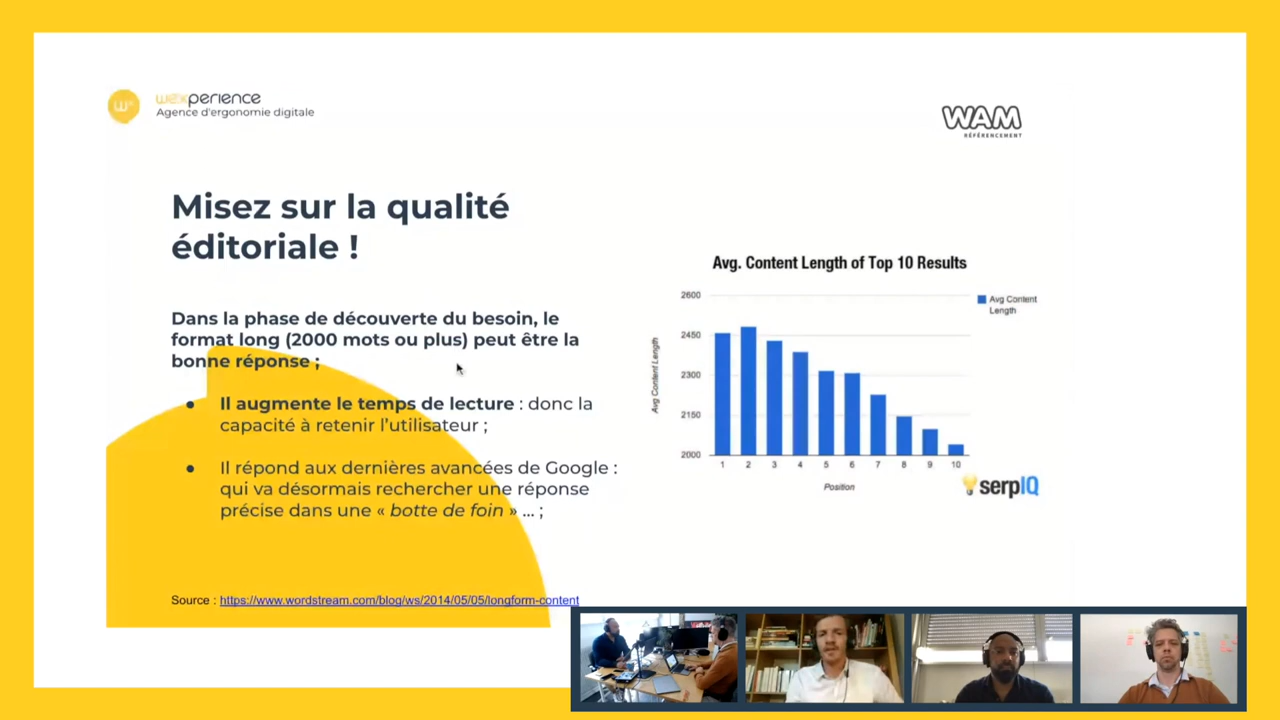 w
wexperience
Agence d'ergonomie digitale
WAM
RÉFÉRENCEMENT
Misez sur la qualité
éditoriale !
Dans la phase de découverte du besoin, le
format long (2000 mots ou plus) peut être la
bonne réponse ;
● Il augmente le temps de lecture : donc la
capacité à retenir l'utilisateur ;
● Il répond aux dernières avancées de Google :
qui va désormais rechercher une réponse
précise dans une « botte de foin » ... ;
Source : https://www.wordstream.com/blog/ws/2014/05/05/longform-content
Avg. Content Length of Top 10 Results
2600
2450
2300
2150
2000
Avg Content Length
1 2 3 4 5 6 7 8 9 10
Position
Avg Content
Length
serpIQ